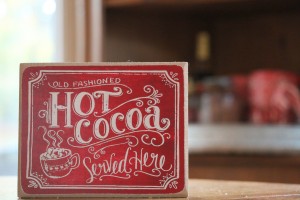 OLD FASHIONED
HOT
COCOA
Served Here